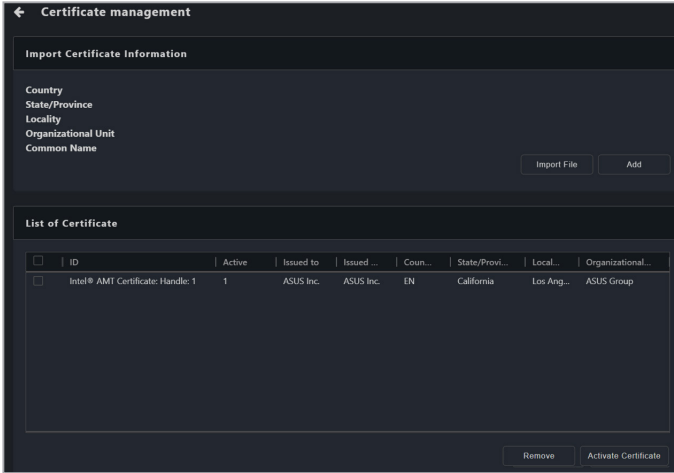 Certificate management
Import Certificate Information
Country
State/Province
Locality
Organizational Unit
Common Name
Import File Add
List of Certificate
ID Active Issued to Issued ... Coun... State/Provi... Local... Organizational...
Intel® AMT Certificate: Handle: 1 1 ASUS Inc. ASUS Inc. EN California Los Ang... ASUS Group
Remove Activate Certificate